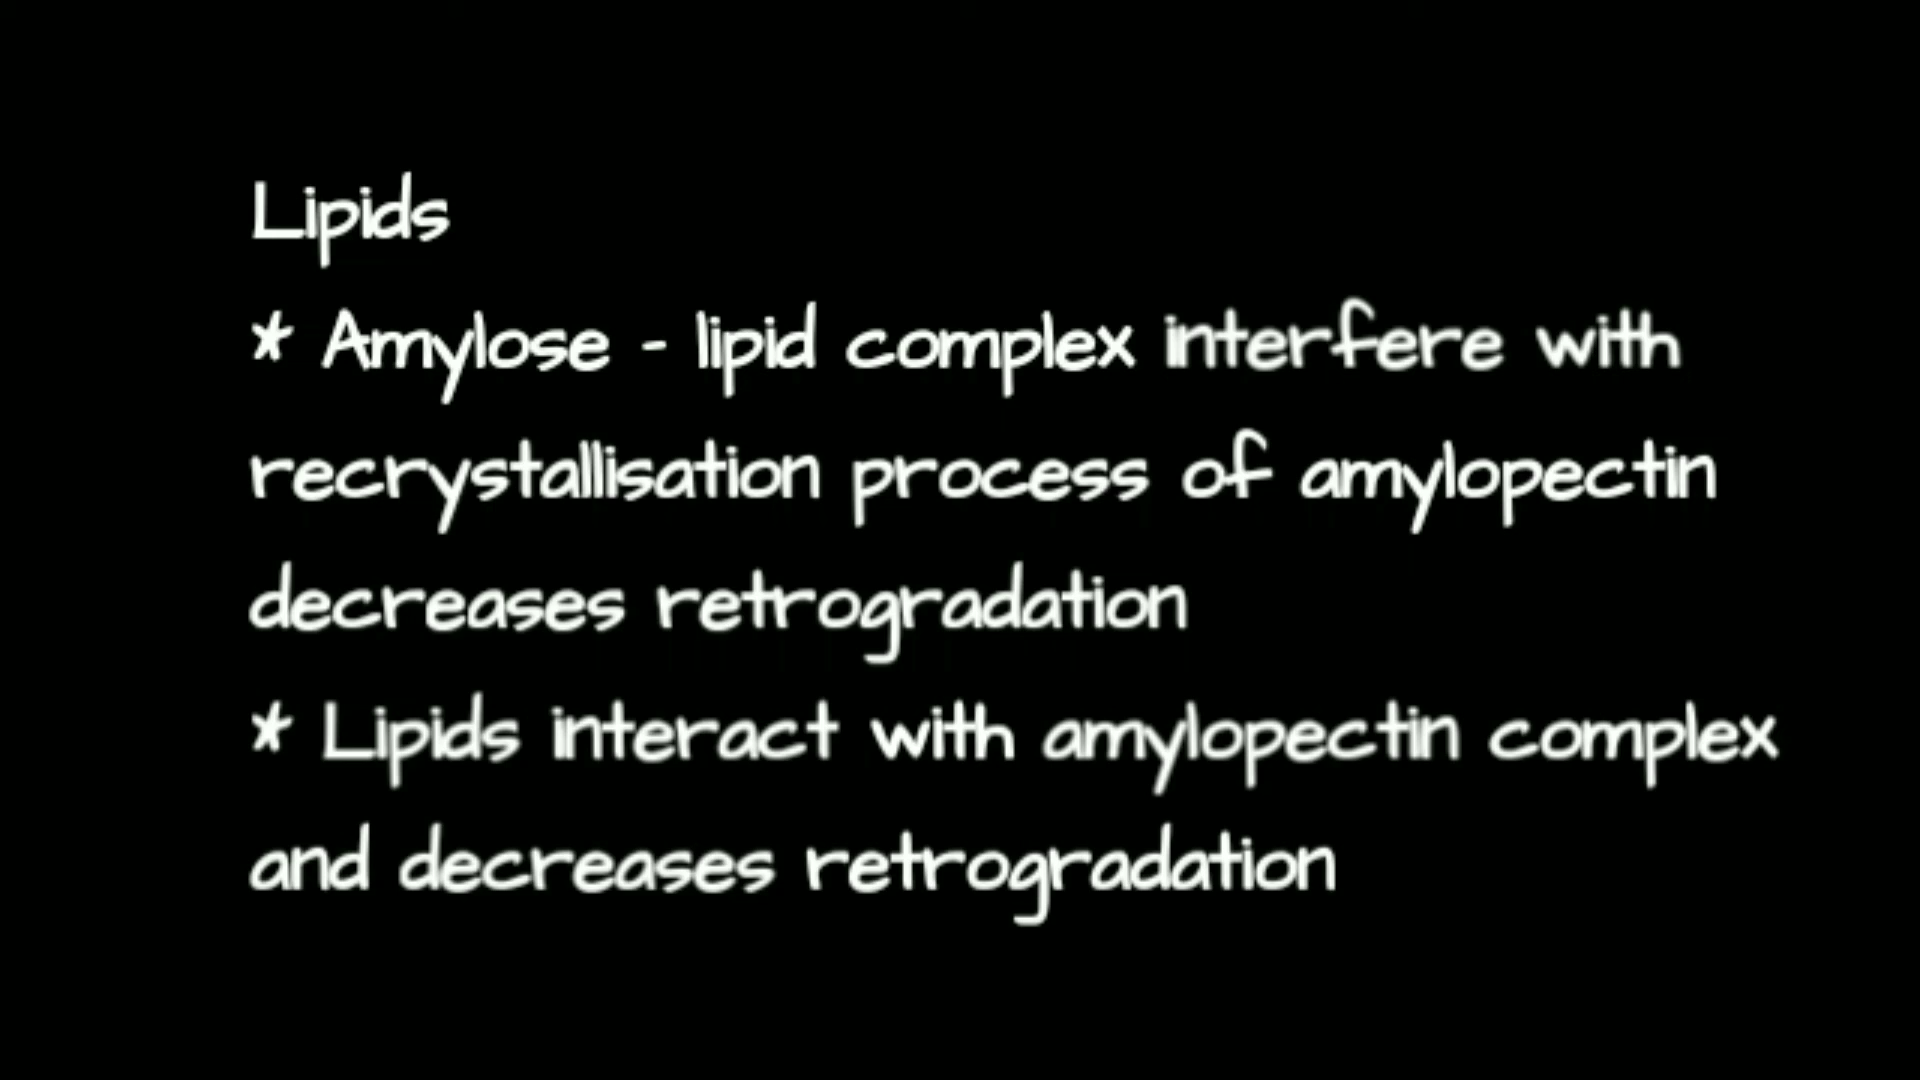 Lipids
* Amylose - lipid complex interfere with
recrystallisation process of amylopectin
decreases retrogradation
* Lipids interact with amylopectin complex
and decreases retrogradation